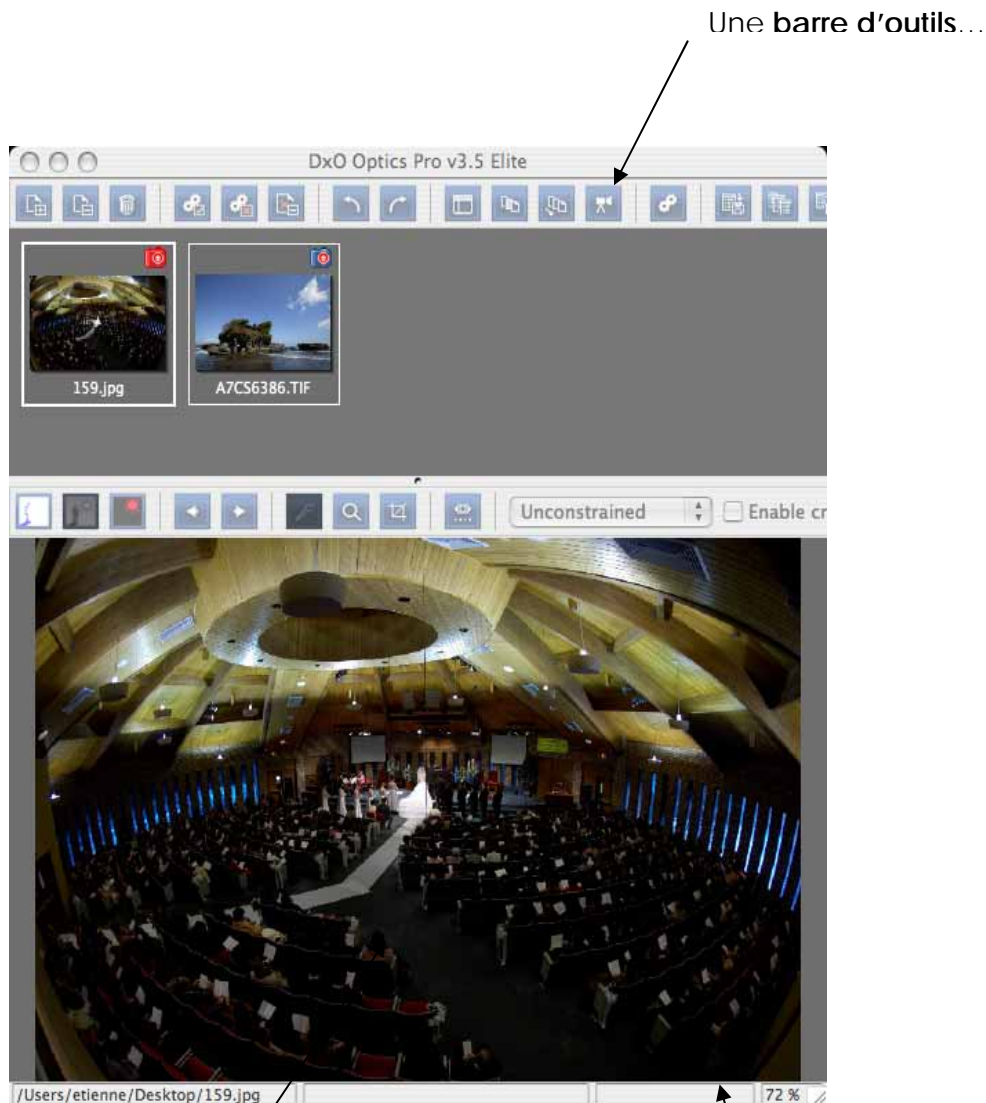 Une barre d'outils…
DxO Optics Pro v3.5 Elite
159.jpg
A7CS6386.TIF
Unconstrained
Enable cr
/Users/etienne/Desktop/159.jpg
72 %